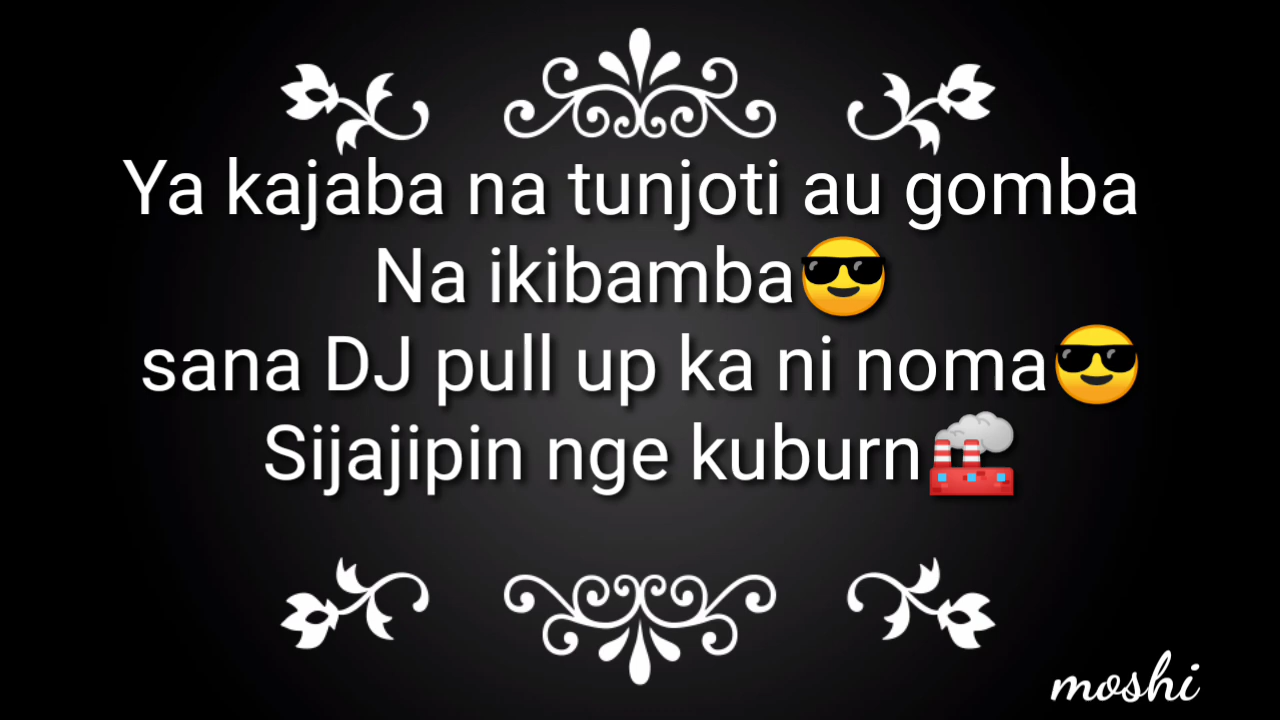 Ya kajaba na tunjoti au gomba
Na ikibamba😎
sana DJ pull up ka ni noma😎
Sijajipin nge kuburn🏭
moshi